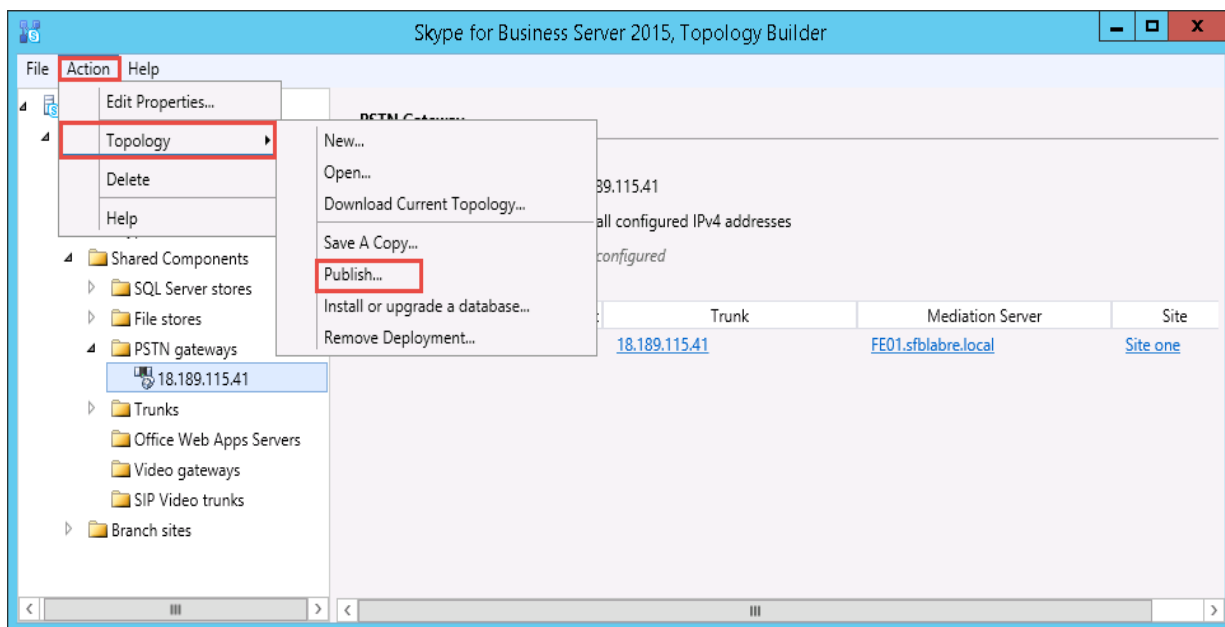 Skype for Business Server 2015, Topology Builder
File Action Help
Edit Properties...
Topology
Delete
Help
New...
Open...
Download Current Topology...
Save A Copy...
Publish...
Install or upgrade a database...
Remove Deployment...
PSTN Gateway
39.115.41
all configured IPv4 addresses
configured
Shared Components
SQL Server stores
File stores
PSTN gateways
18.189.115.41
Trunks
Office Web Apps Servers
Video gateways
SIP Video trunks
Branch sites
Trunk Mediation Server Site
18.189.115.41 FE01.sfblabre.local Site one